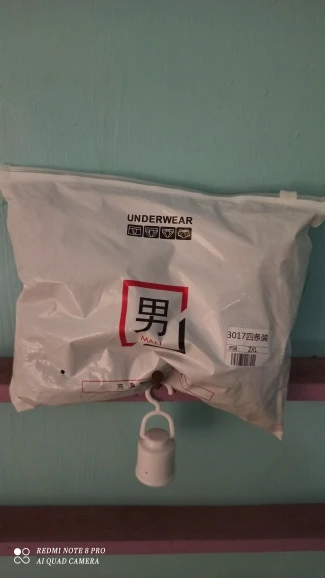 UNDERWEAR
男
MAN
3017四条装
2XL
REDMI NOTE 8 PRO
AI QUAD CAMERA